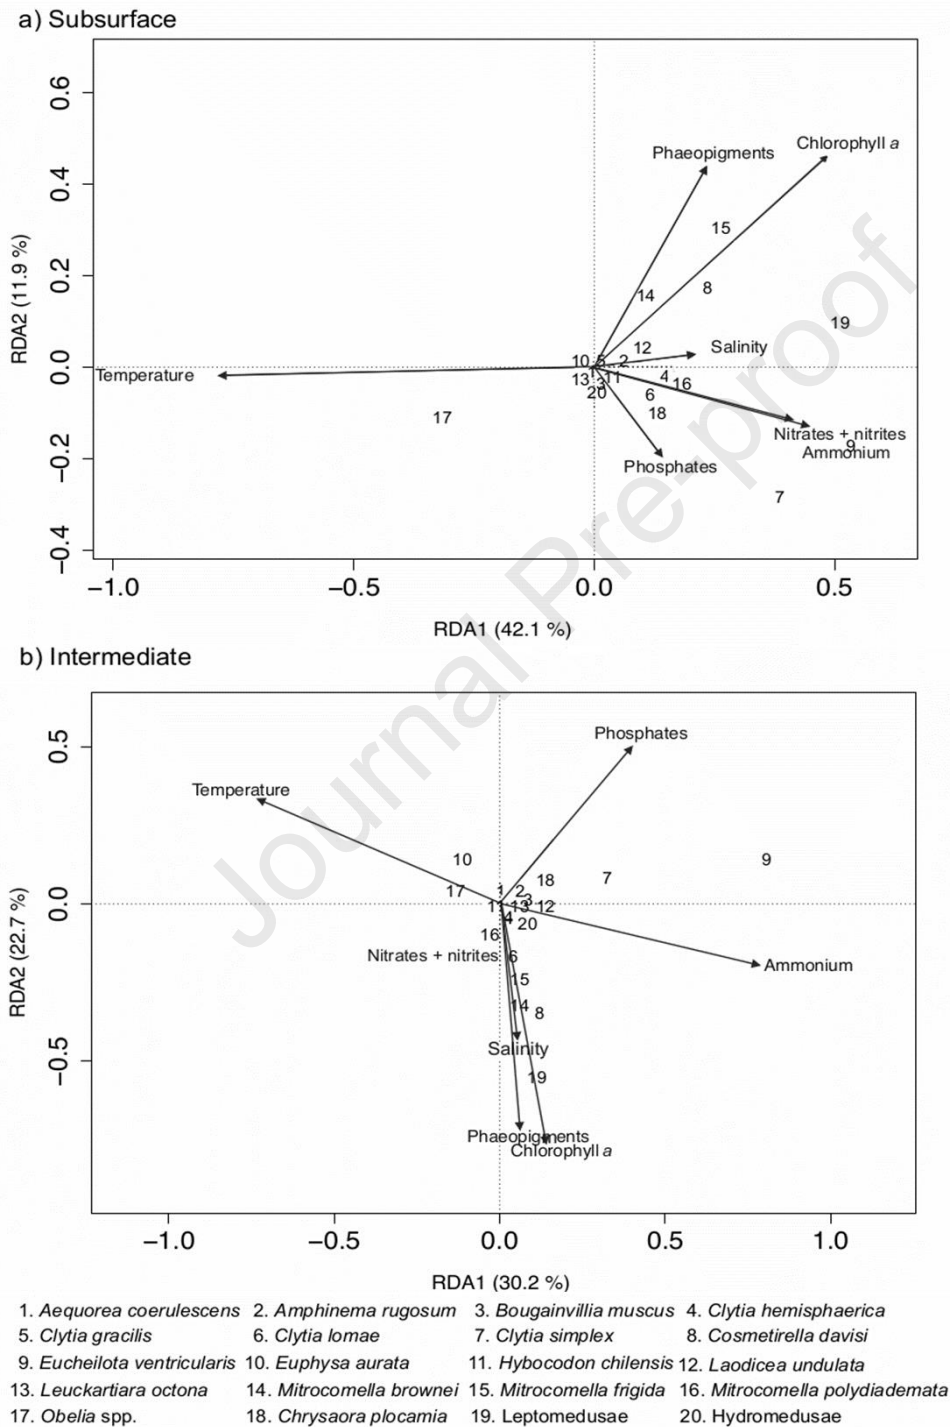 a) Subsurface
0.6
Chlorophyll a
Phaeopigments
0.4
15
RDA2 (11.9 %)
0.2
14
8
19
12
Salinity
0.0
10 5 2
Temperature
1
13 3 11 4 16
20
6
18
17
Nitrates + nitrites
9
Ammonium
−0.2
Phosphates
7
−0.4
−1.0 −0.5 0.0 0.5
RDA1 (42.1 %)
b) Intermediate
Phosphates
0.5
Temperature
10
9
7
18
17
1 2
3
RDA2 (22.7 %)
0.0
11 13 12
4
20
16
Nitrates + nitrites
6
Ammonium
15
14
8
−0.5
Salinity
19
Phaeopigments
Chlorophyll a
−1.0 −0.5 0.0 0.5 1.0
RDA1 (30.2 %)
1. Aequorea coerulescens 2. Amphinema rugosum 3. Bougainvillia muscus 4. Clytia hemisphaerica
5. Clytia gracilis 6. Clytia lomae 7. Clytia simplex 8. Cosmetirella davisi
9. Eucheilota ventricularis 10. Euphysa aurata 11. Hybocodon chilensis 12. Laodicea undulata
13. Leuckartiara octona 14. Mitrocomella brownei 15. Mitrocomella frigida 16. Mitrocomella polydiademata
17. Obelia spp. 18. Chrysaora plocamia 19. Leptomedusae 20. Hydromedusae
Journal Pre-proof